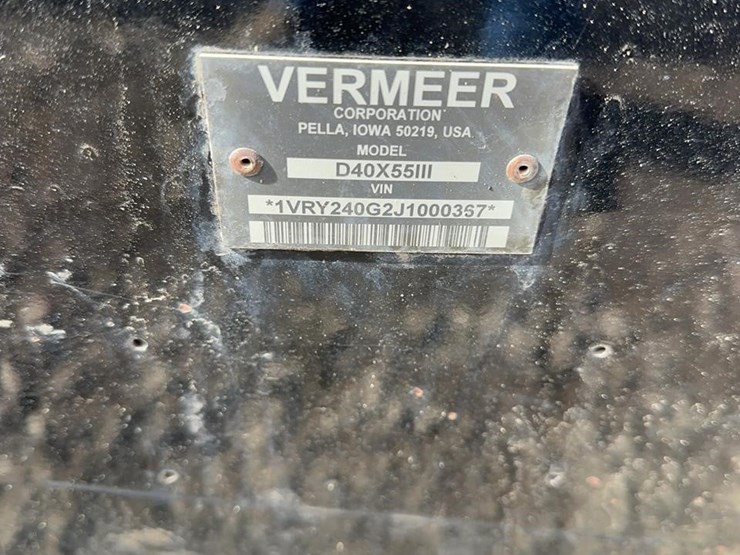 VERMEER
CORPORATION
PELLA, IOWA 50219, USA
MODEL
D40X55III
VIN
*1VRY240G2J1000367*